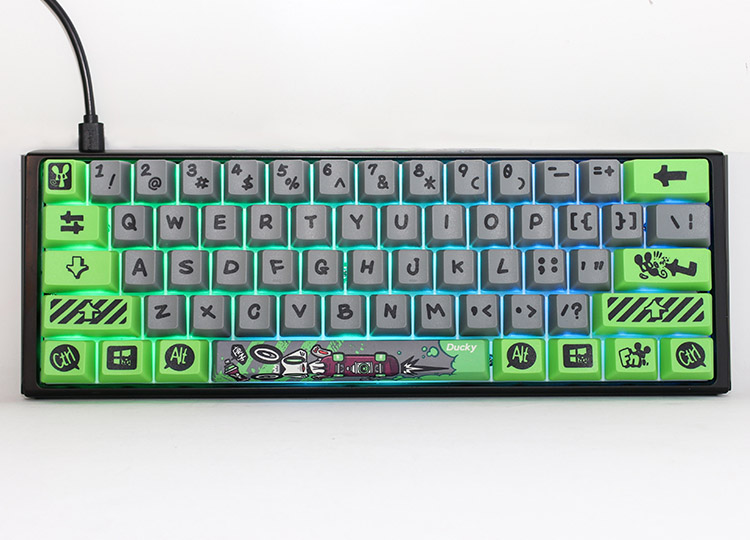 1! 2@ 3# 4$ 5% 6^ 7& 8* 9( 0) -_ =+
Q W E R T Y U I O P [{ ]} \|
A S D F G H J K L ;: '"
Z X C V B N M ,< .> /?
Ctrl Alt Ducky Alt Fn Ctrl